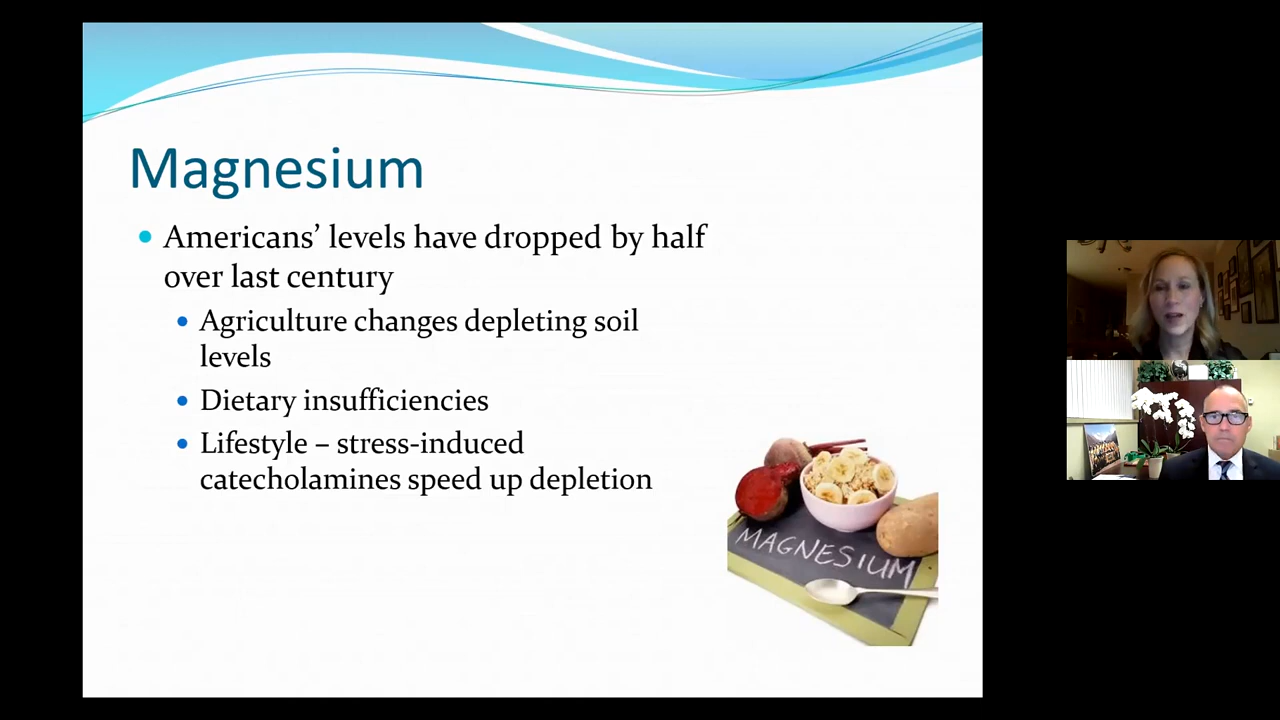 Magnesium
Americans’ levels have dropped by half
over last century
Agriculture changes depleting soil
levels
Dietary insufficiencies
Lifestyle – stress-induced
catecholamines speed up depletion
MAGNESIUM